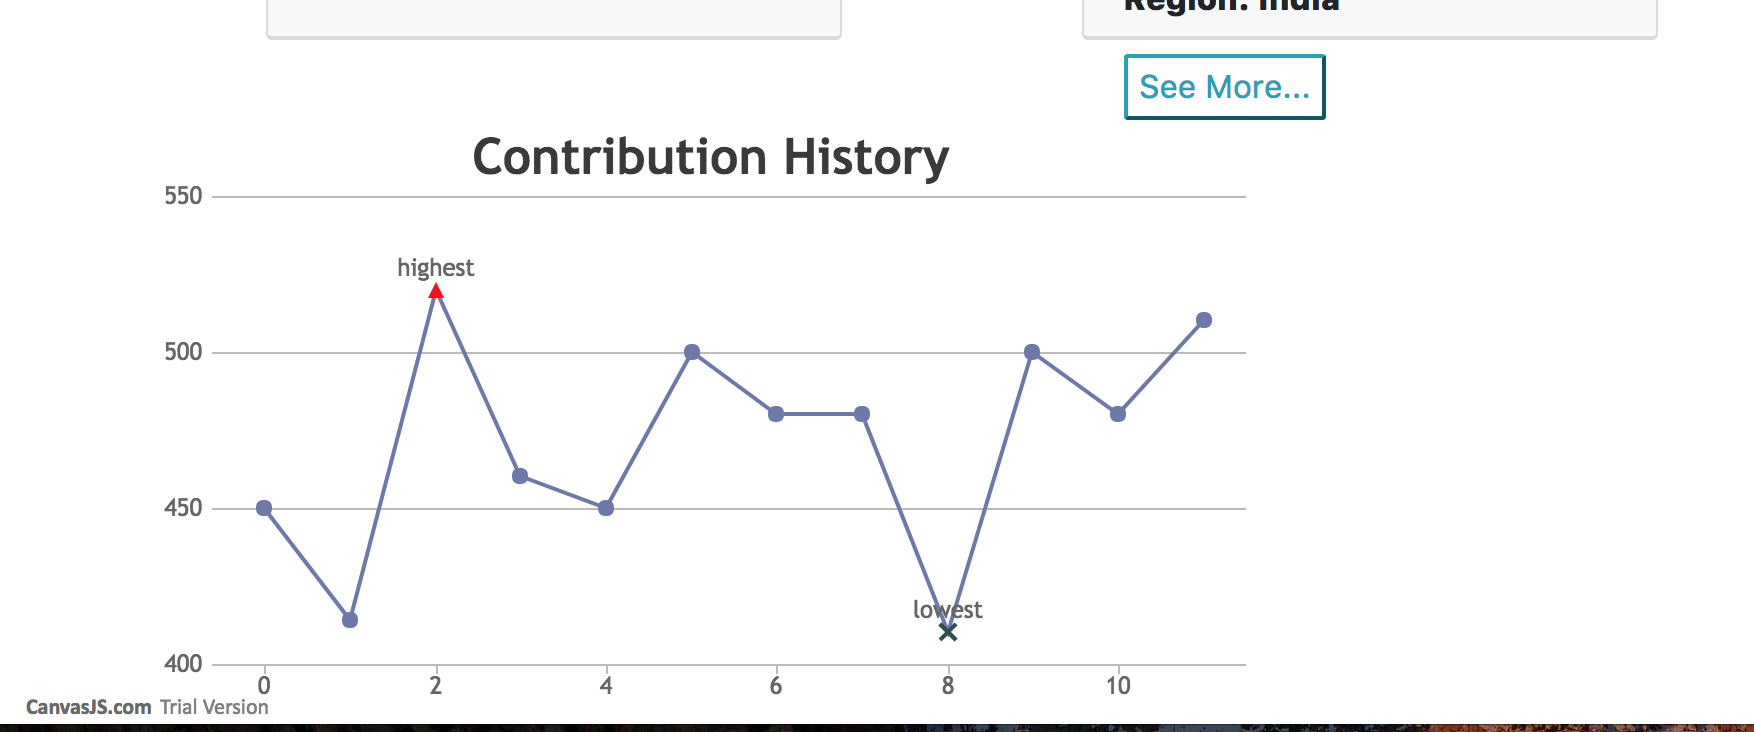 Region: India
See More...
Contribution History
550
highest
500
450
lowest
400
0 2 4 6 8 10
CanvasJS.com Trial Version